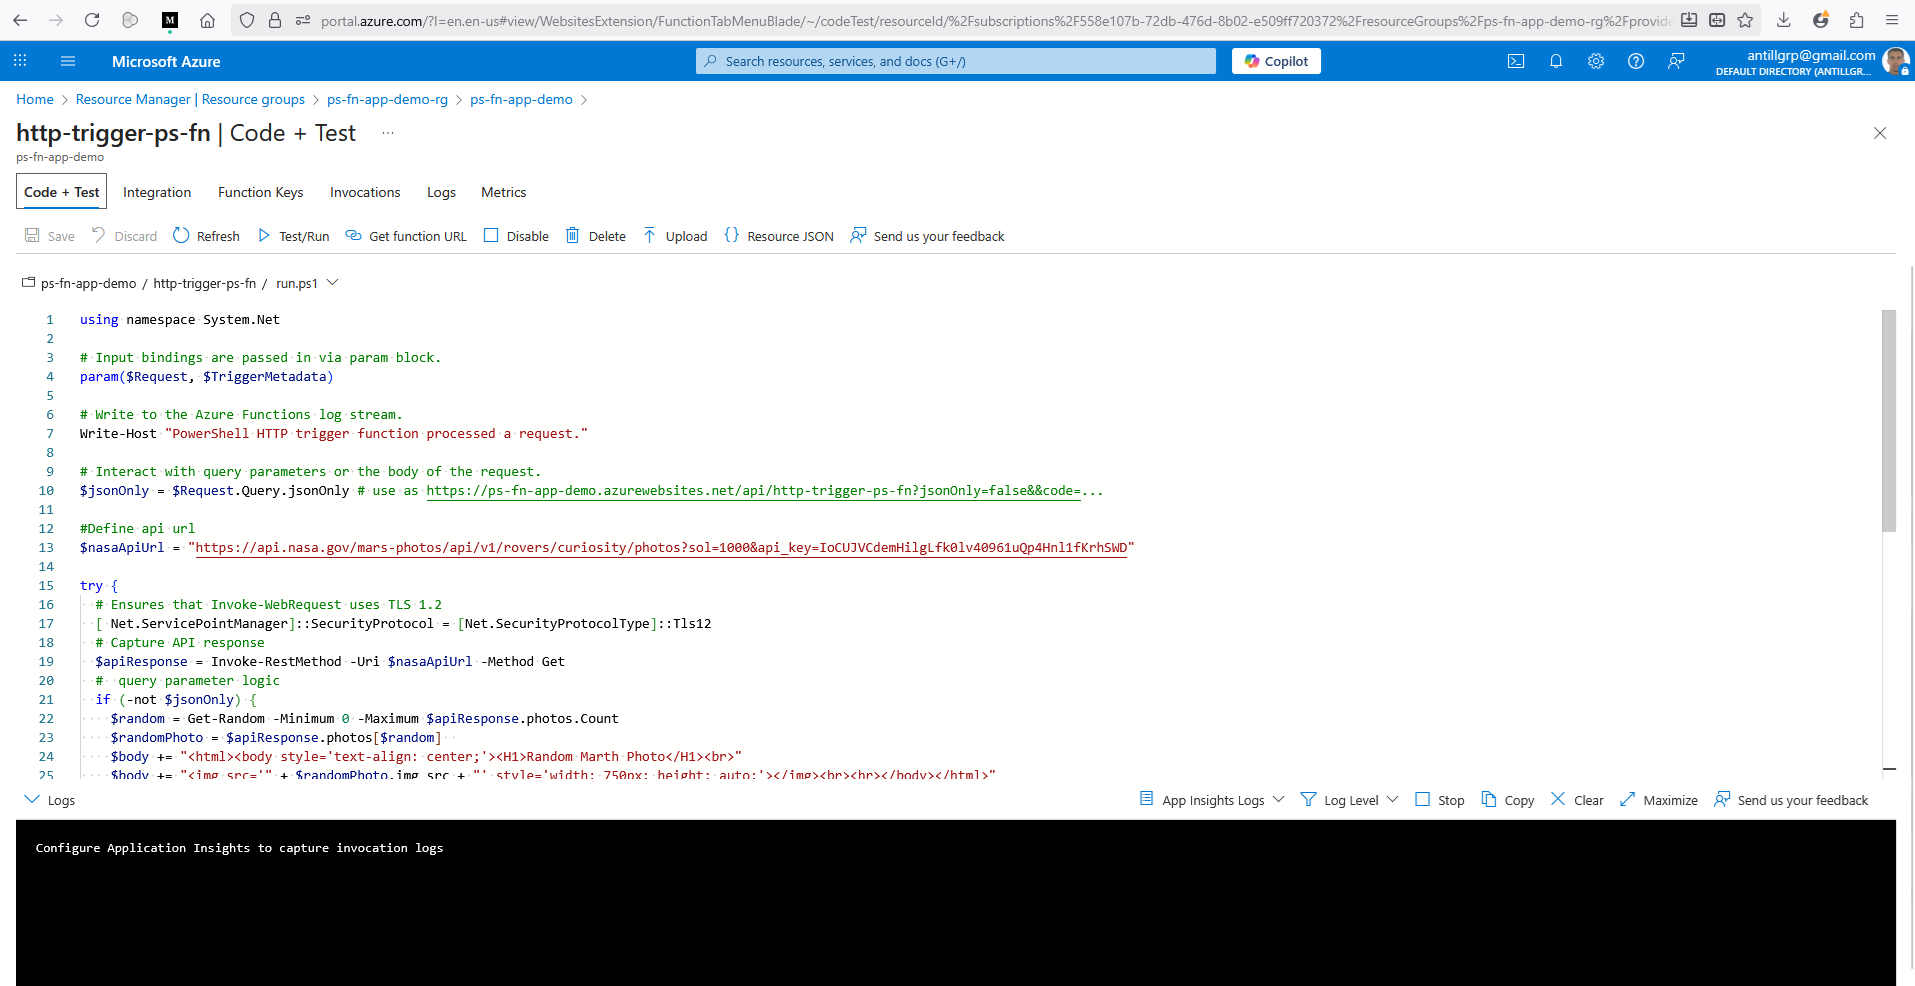 portal.azure.com/?l=en.en-us#view/WebsitesExtension/FunctionTabMenuBlade/~/codeTest/resourceId/%2Fsubscriptions%2F558e107b-72db-476d-8b02-e509ff720372%2FresourceGroups%2Fps-fn-app-demo-rg%2Fprovide
M
Microsoft Azure
Search resources, services, and docs (G+/)
Copilot
antillgrp@gmail.com
DEFAULT DIRECTORY (ANTILLGR...
Home > Resource Manager | Resource groups > ps-fn-app-demo-rg > ps-fn-app-demo >
http-trigger-ps-fn | Code + Test ...
ps-fn-app-demo
Code + Test Integration Function Keys Invocations Logs Metrics
Save Discard Refresh Test/Run Get function URL Disable Delete Upload {} Resource JSON Send us your feedback
ps-fn-app-demo / http-trigger-ps-fn / run.ps1
1 using namespace System.Net
2
3 # Input bindings are passed in via param block.
4 param($Request, $TriggerMetadata)
5
6 # Write to the Azure Functions log stream.
7 Write-Host "PowerShell HTTP trigger function processed a request."
8
9 # Interact with query parameters or the body of the request.
10 $jsonOnly = $Request.Query.jsonOnly # use as https://ps-fn-app-demo.azurewebsites.net/api/http-trigger-ps-fn?jsonOnly=false&&code=...
11
12 #Define api url
13 $nasaApiUrl = "https://api.nasa.gov/mars-photos/api/v1/rovers/curiosity/photos?sol=1000&api_key=IoCUJVCdemHilgLfk0lv40961uQp4Hnl1fKrhSWD"
14
15 try {
16 # Ensures that Invoke-WebRequest uses TLS 1.2
17 [ Net.ServicePointManager]::SecurityProtocol = [Net.SecurityProtocolType]::Tls12
18 # Capture API response
19 $apiResponse = Invoke-RestMethod -Uri $nasaApiUrl -Method Get
20 #  query parameter logic
21 if (-not $jsonOnly) {
22 $random = Get-Random -Minimum 0 -Maximum $apiResponse.photos.Count
23 $randomPhoto = $apiResponse.photos[$random]
24 $body += "<html><body style='text-align: center;'><H1>Random Marth Photo</H1><br>"
25 $body += "<img src='" + $randomPhoto.img_src + "' style='width: 750px; height: auto;'></img><br><hr></body></html>"
Logs App Insights Logs Log Level Stop Copy Clear Maximize Send us your feedback
Configure Application Insights to capture invocation logs